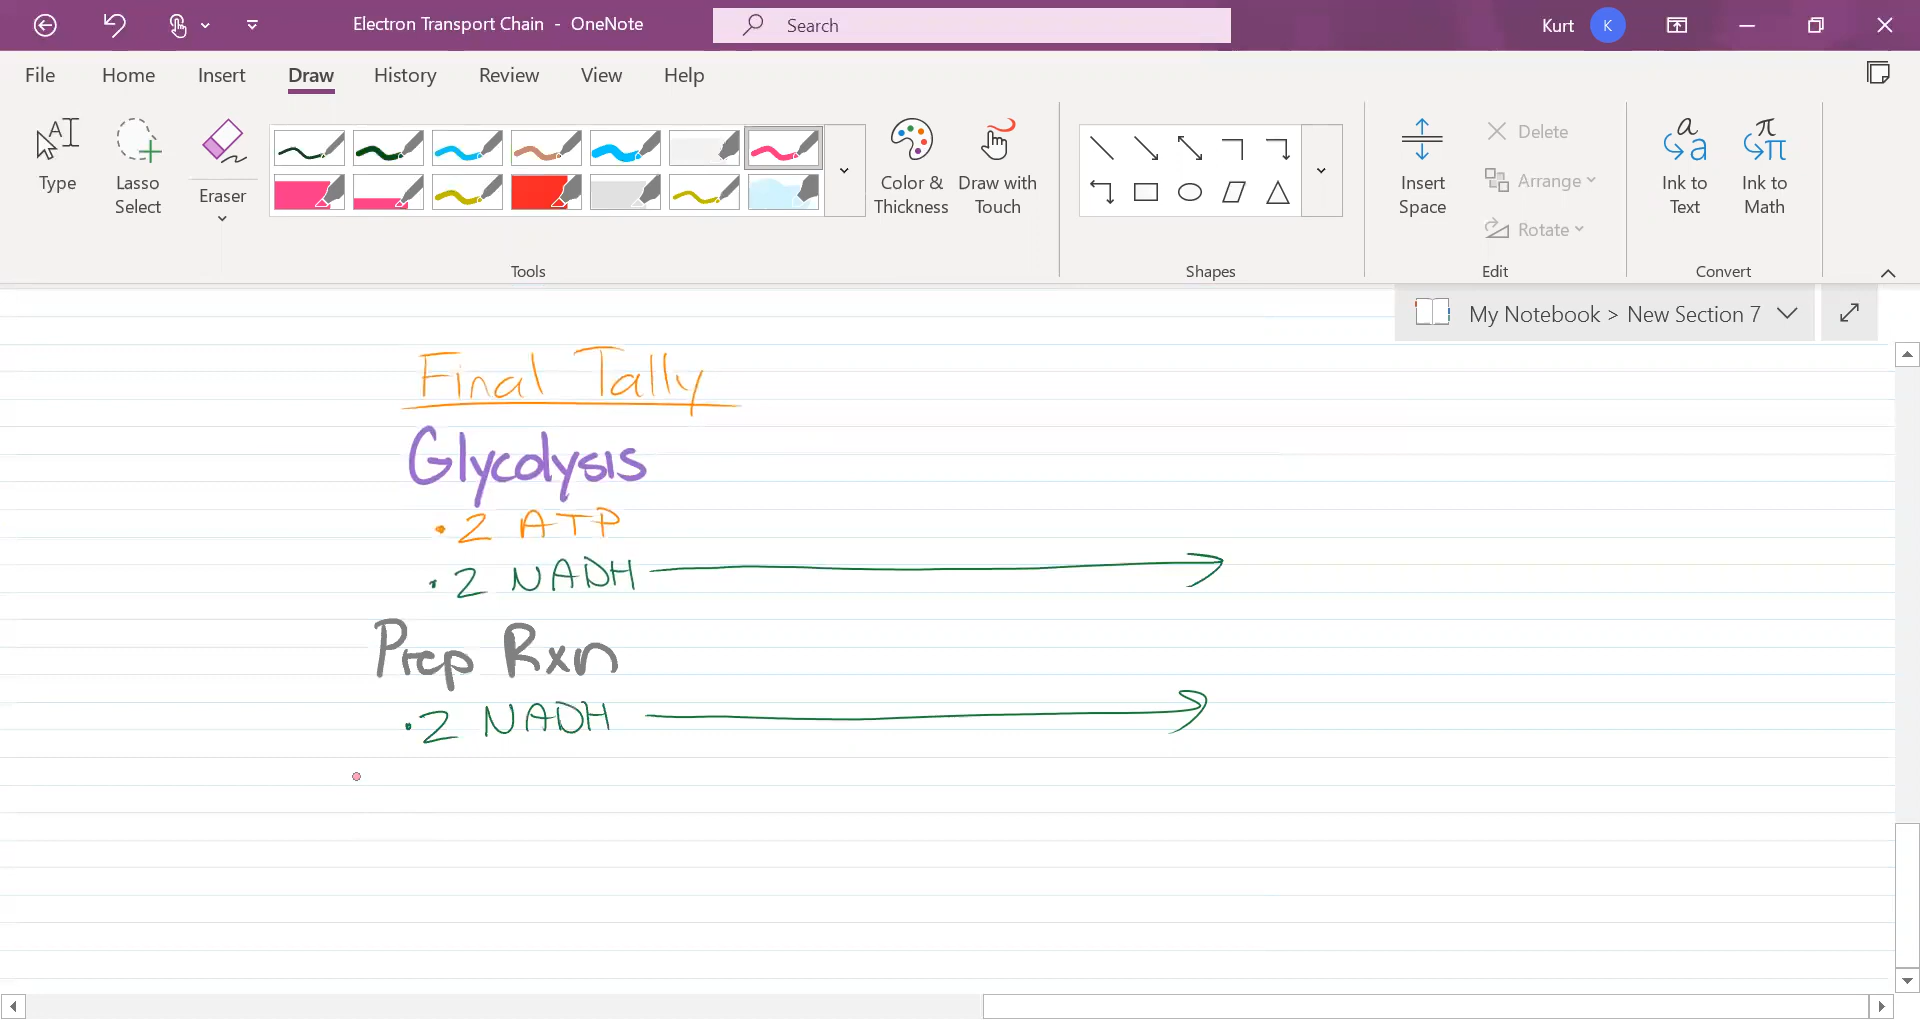 Electron Transport Chain - OneNote
Search
Kurt
K
File Home Insert Draw History Review View Help
Type
Lasso Select
Eraser
Color & Thickness
Draw with Touch
Insert Space
Delete
Arrange
Rotate
Ink to Text
Ink to Math
Tools
Shapes
Edit
Convert
My Notebook > New Section 7
Final Tally
Glycolysis
• 2 ATP
• 2 NADH
Prep Rxn
• 2 NADH